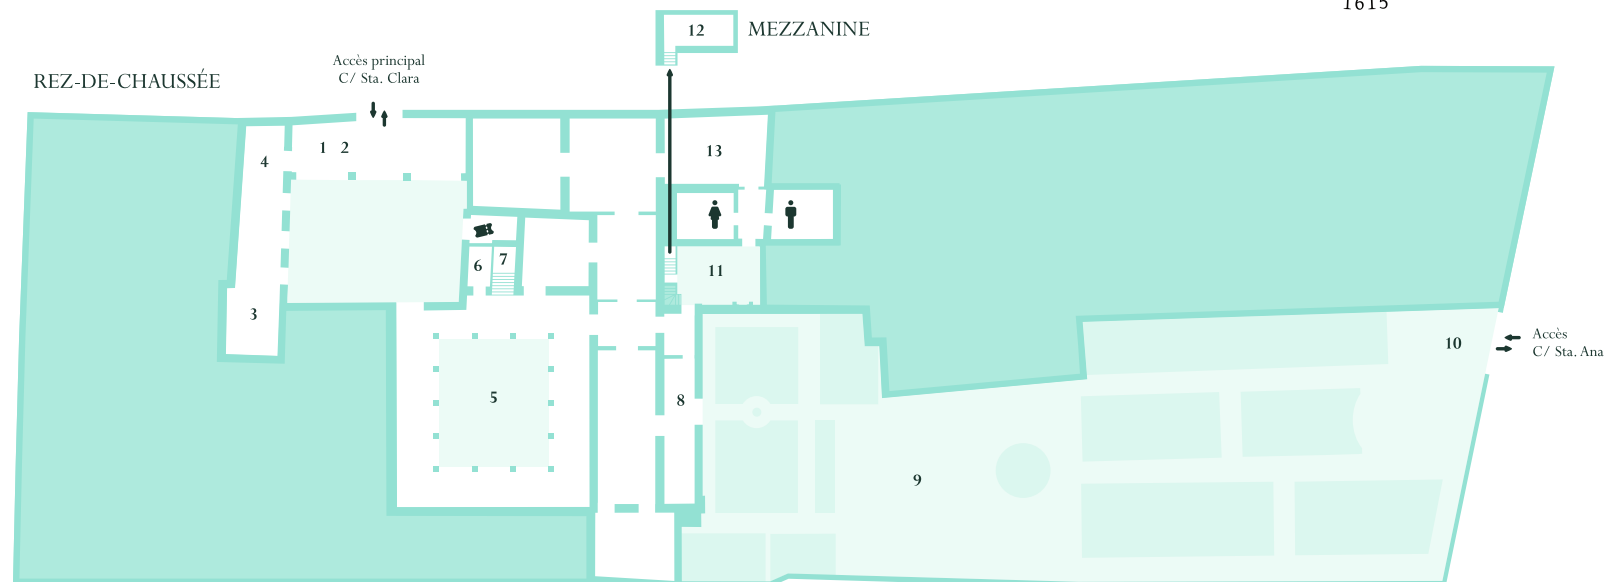 1615
12
MEZZANINE
Accès principal
C/ Sta. Clara
REZ-DE-CHAUSSÉE
1 2
4
13
6
7
11
3
10
Accès
C/ Sta. Ana
5
8
9